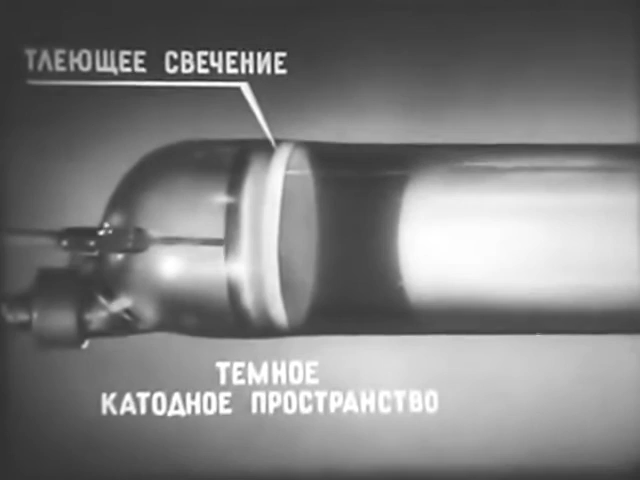 ТЛЕЮЩЕЕ СВЕЧЕНИЕ
ТЕМНОЕ
КАТОДНОЕ ПРОСТРАНСТВО